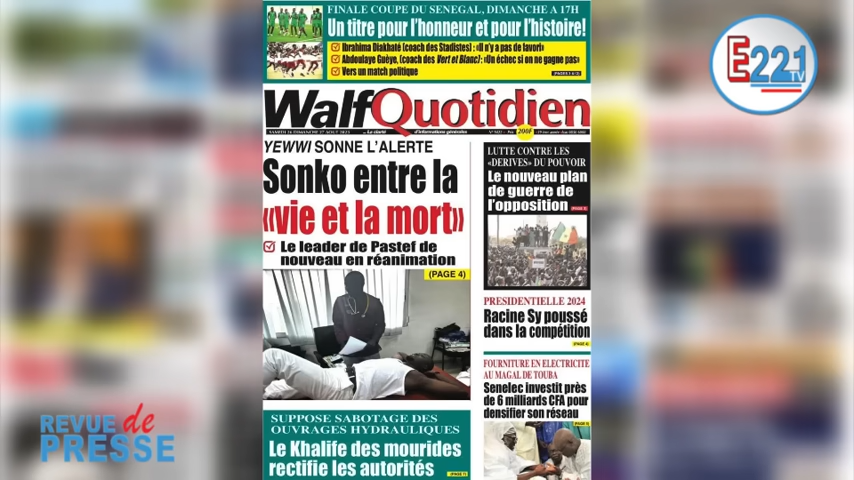 FINALE COUPE DU SENEGAL, DIMANCHE A 17H
Un titre pour l'honneur et pour l'histoire!
Ibrahima Diakhaté (coach des Stadistes) : «Il n'y a pas de favori»
Abdoulaye Guèye, (coach des Vert et Blanc) : «Un échec si on ne gagne pas»
Vers un match politique
E221
TV
WalfQuotidien
200F
YEWWI SONNE L'ALERTE
Sonko entre la
«vie et la mort»
Le leader de Pastef de
nouveau en réanimation
(PAGE 4)
LUTTE CONTRE LES
«DERIVES» DU POUVOIR
Le nouveau plan
de guerre de
l'opposition
PRESIDENTIELLE 2024
Racine Sy poussé
dans la compétition
FOURNITURE EN ELECTRICITE
AU MAGAL DE TOUBA
Senelec investit près
de 6 milliards CFA pour
densifier son réseau
SUPPOSE SABOTAGE DES
OUVRAGES HYDRAULIQUES
Le Khalife des mourides
rectifie les autorités
REVUE de
PRESSE